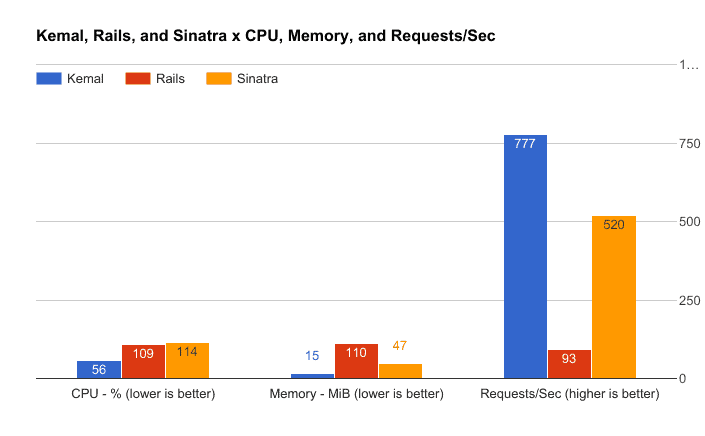 Kemal, Rails, and Sinatra x CPU, Memory, and Requests/Sec
1...
Kemal Rails Sinatra
750
777
500
520
250
56 109 114
15 110 47
93
0
CPU - % (lower is better) Memory - MiB (lower is better) Requests/Sec (higher is better)